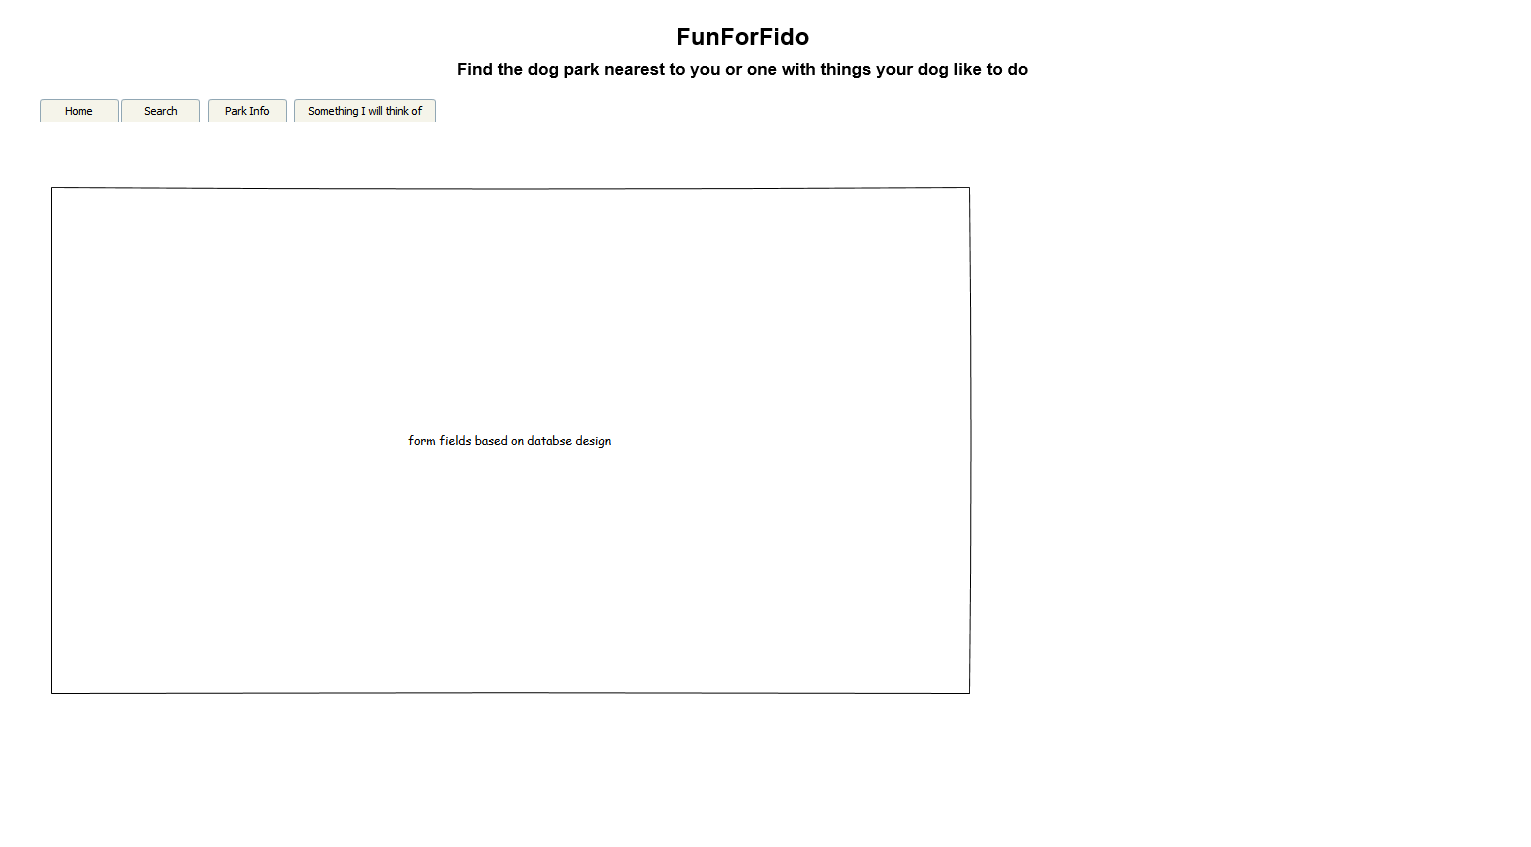 FunForFido
Find the dog park nearest to you or one with things your dog like to do
Home Search Park Info Something I will think of
form fields based on databse design